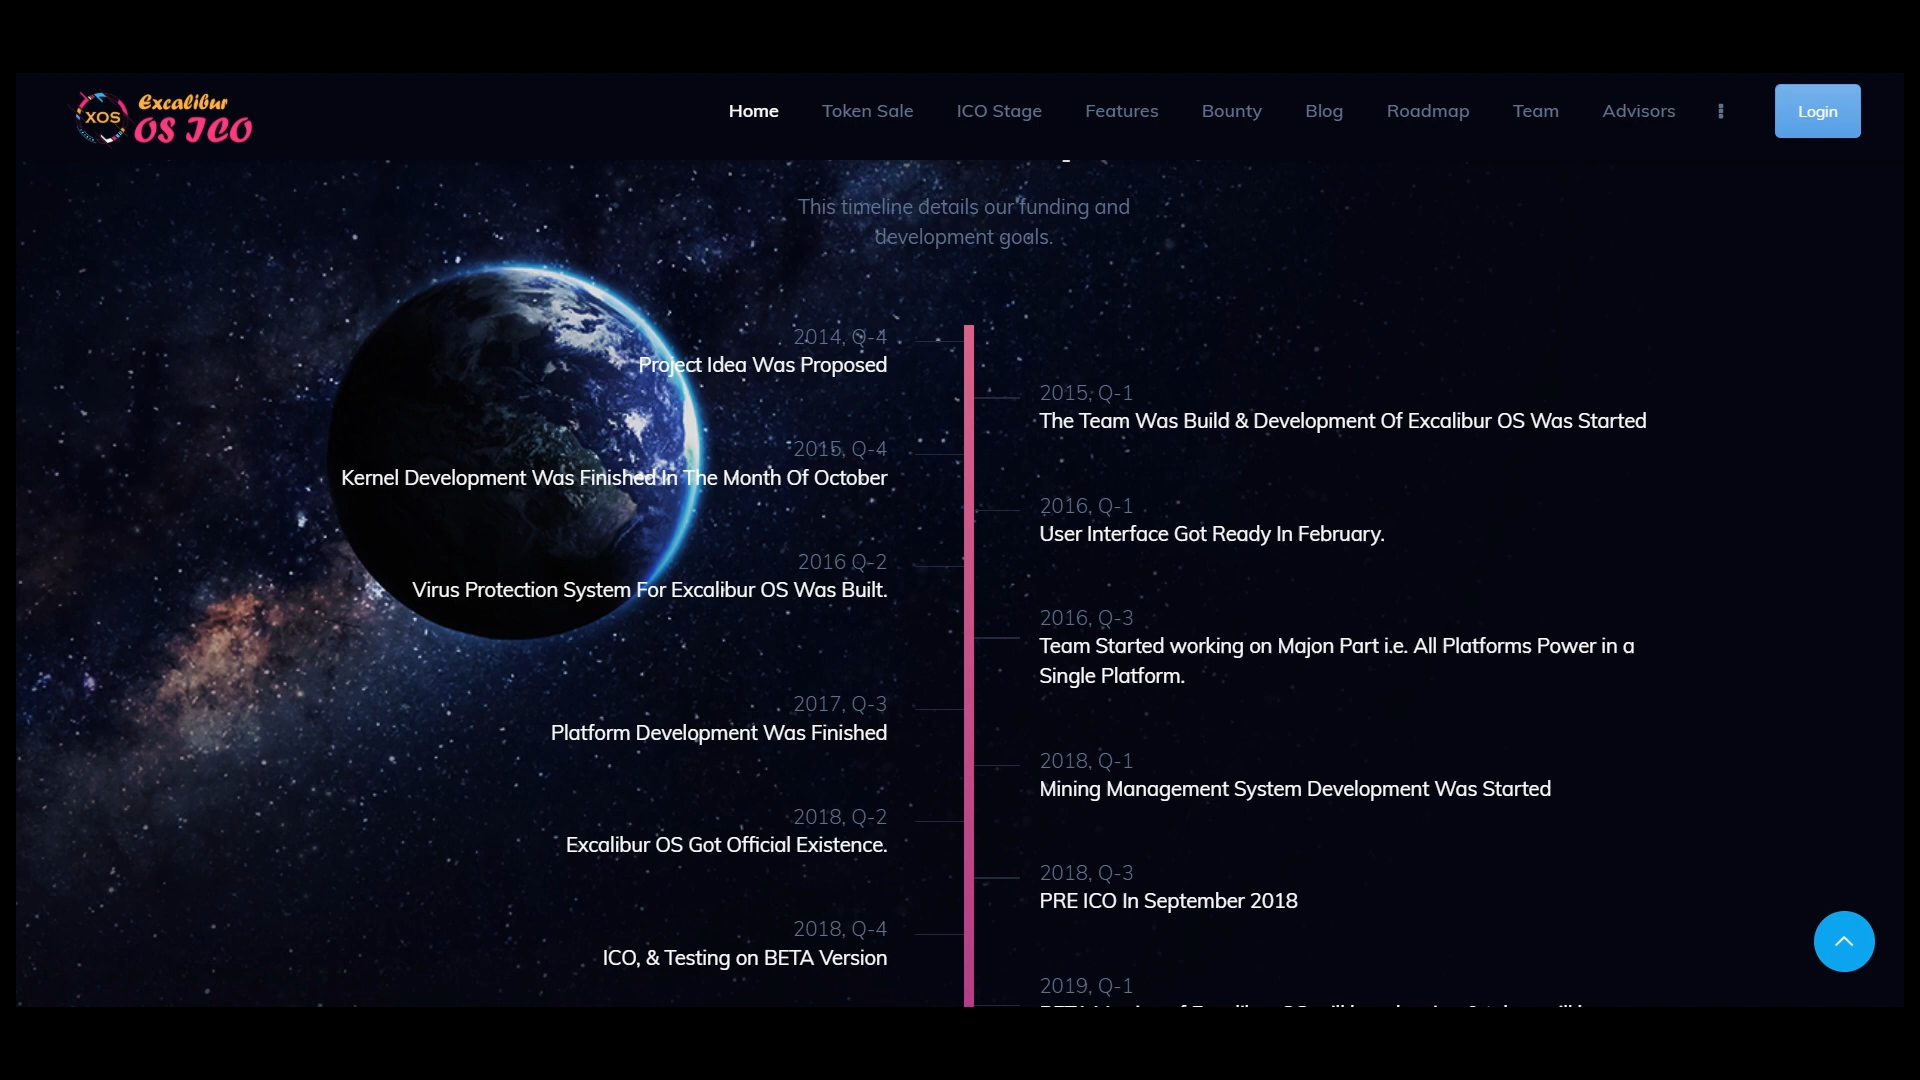 XOS
Excalibur
OS ICO
Home
Token Sale
ICO Stage
Features
Bounty
Blog
Roadmap
Team
Advisors
Login
This timeline details our funding and
development goals.
2014, Q-4
Project Idea Was Proposed
2015, Q-1
The Team Was Build & Development Of Excalibur OS Was Started
2015, Q-4
Kernel Development Was Finished In The Month Of October
2016, Q-1
User Interface Got Ready In February.
2016 Q-2
Virus Protection System For Excalibur OS Was Built.
2016, Q-3
Team Started working on Majon Part i.e. All Platforms Power in a
Single Platform.
2017, Q-3
Platform Development Was Finished
2018, Q-1
Mining Management System Development Was Started
2018, Q-2
Excalibur OS Got Official Existence.
2018, Q-3
PRE ICO In September 2018
2018, Q-4
ICO, & Testing on BETA Version
2019, Q-1